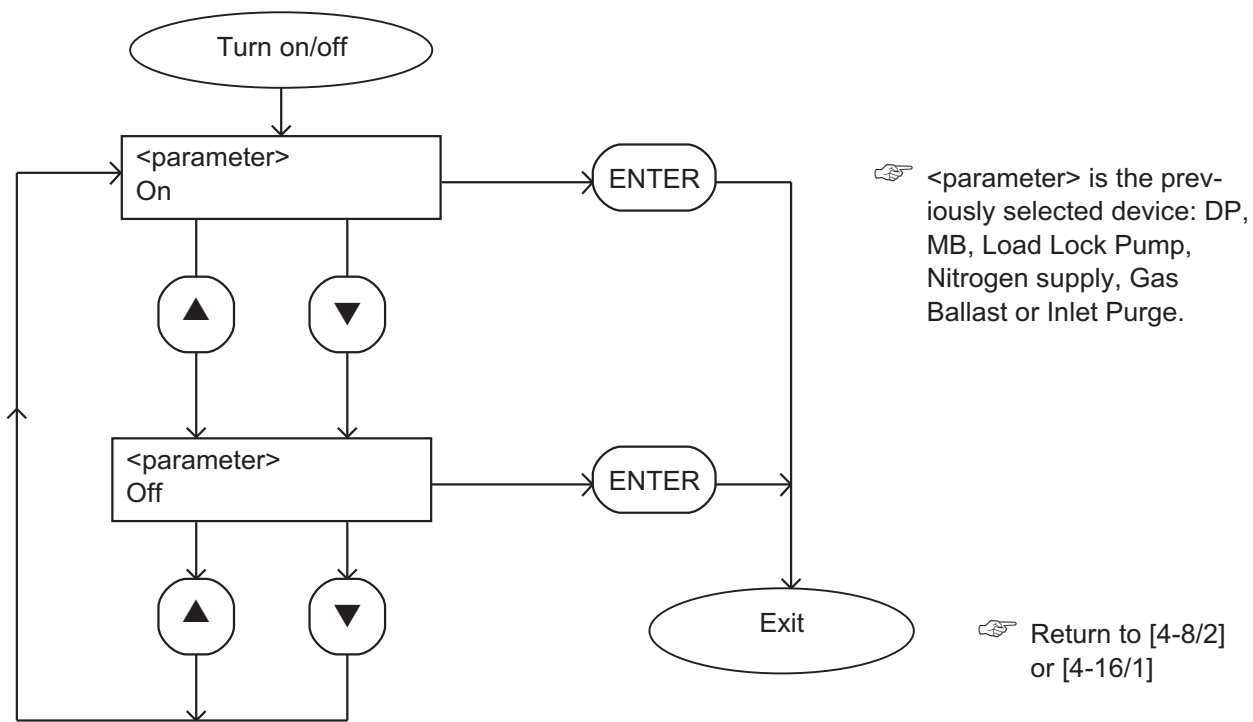 Turn on/off
<parameter>
On
ENTER
☞ <parameter> is the prev-
iously selected device: DP,
MB, Load Lock Pump,
Nitrogen supply, Gas
Ballast or Inlet Purge.
▲ ▼
<parameter>
Off
ENTER
▲ ▼
Exit
☞ Return to [4-8/2]
or [4-16/1]